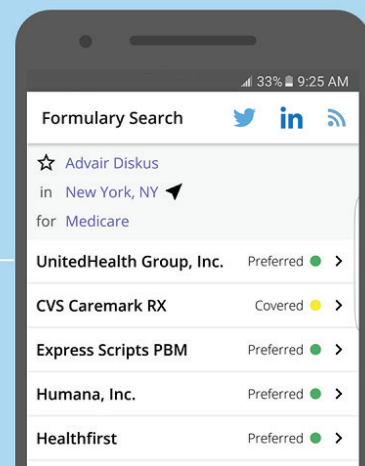 33% 9:25 AM
Formulary Search in
Advair Diskus
in New York, NY
for Medicare
UnitedHealth Group, Inc. Preferred
CVS Caremark RX Covered
Express Scripts PBM Preferred
Humana, Inc. Preferred
Healthfirst Preferred